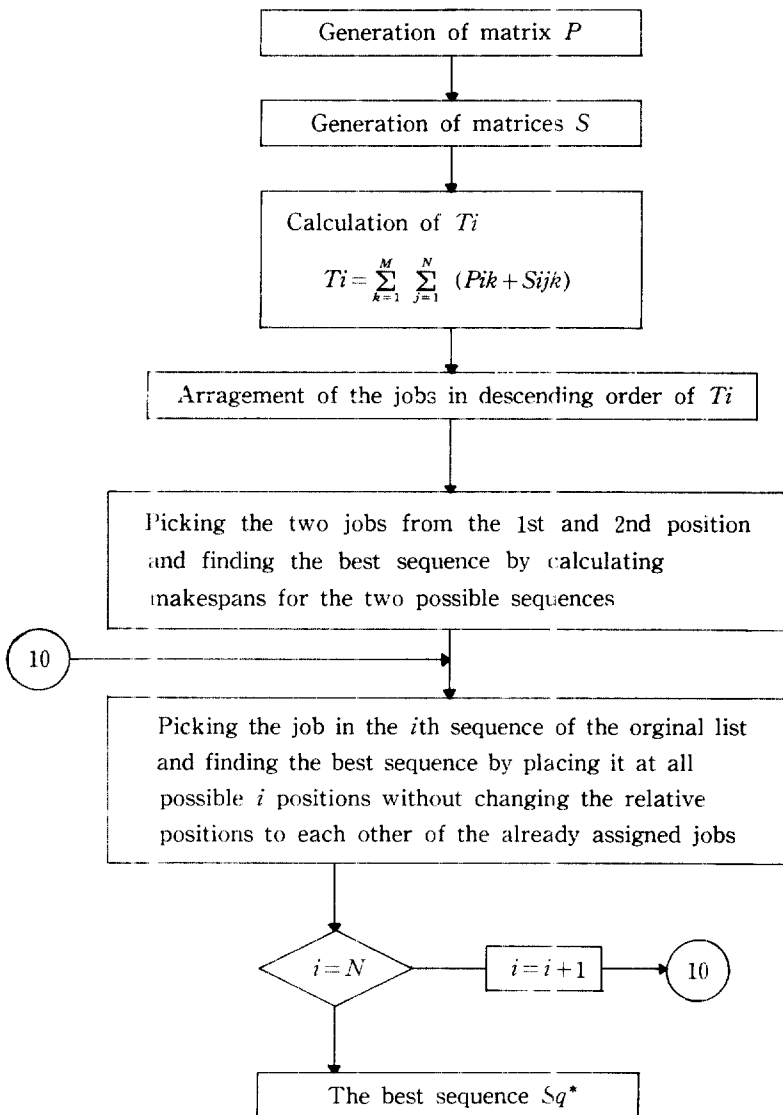 Generation of matrix P
Generation of matrices S
Calculation of Ti
Ti = \sum_{k=1}^{M} \sum_{j=1}^{N} (Pik + Sijk)
Arragement of the jobs in descending order of Ti
Picking the two jobs from the 1st and 2nd position
and finding the best sequence by calculating
makespans for the two possible sequences
10
Picking the job in the ith sequence of the orginal list
and finding the best sequence by placing it at all
possible i positions without changing the relative
positions to each other of the already assigned jobs
i=N
i=i+1
10
The best sequence Sq*